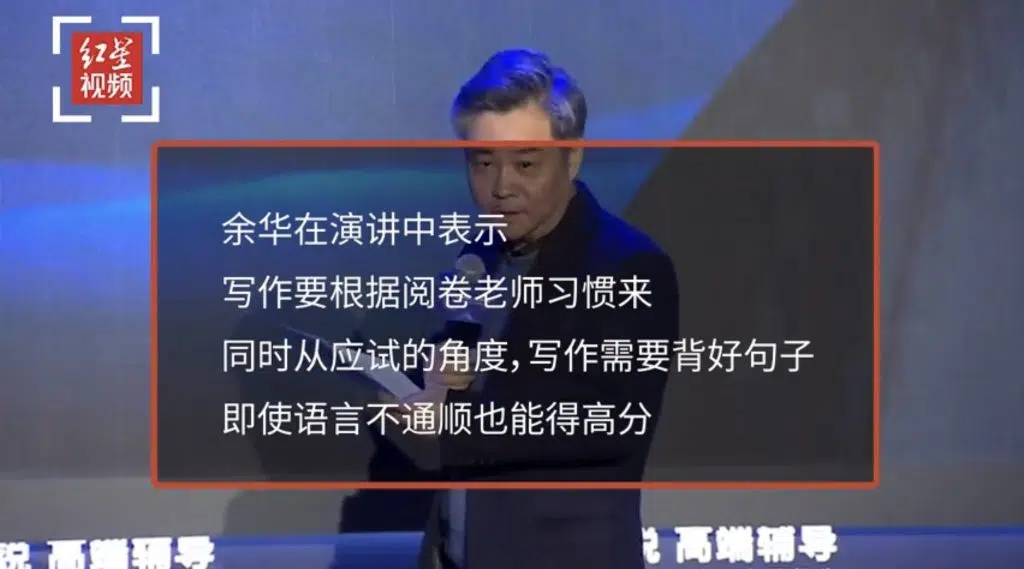 红星
视频
余华在演讲中表示
写作要根据阅卷老师习惯来
同时从应试的角度，写作需要背好句子
即使语言不通顺也能得高分
高端辅导
高端辅导